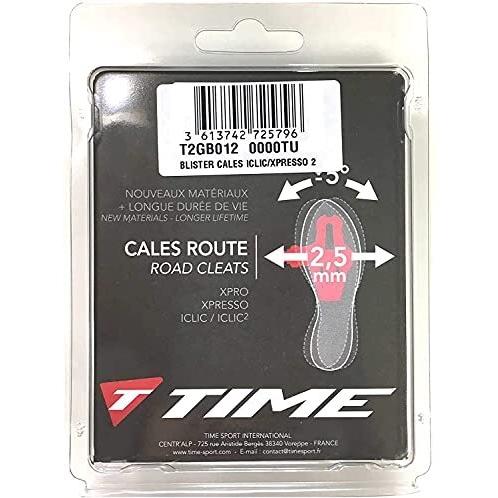 3 613742 725796
T2GB012 0000TU
BLISTER CALES ICLIC/XPRESSO 2
-5°
NOUVEAUX MATÉRIAUX
+ LONGUE DURÉE DE VIE
NEW MATERIALS - LONGER LIFETIME
CALES ROUTE
ROAD CLEATS
2,5
mm
XPRO
XPRESSO
ICLIC / ICLIC²
T TIME
TIME SPORT INTERNATIONAL
CENTR'ALP - 725 rue Aristide Bergès 38340 Voreppe - FRANCE
www.time-sport.com - E-mail : contact@timesport.fr